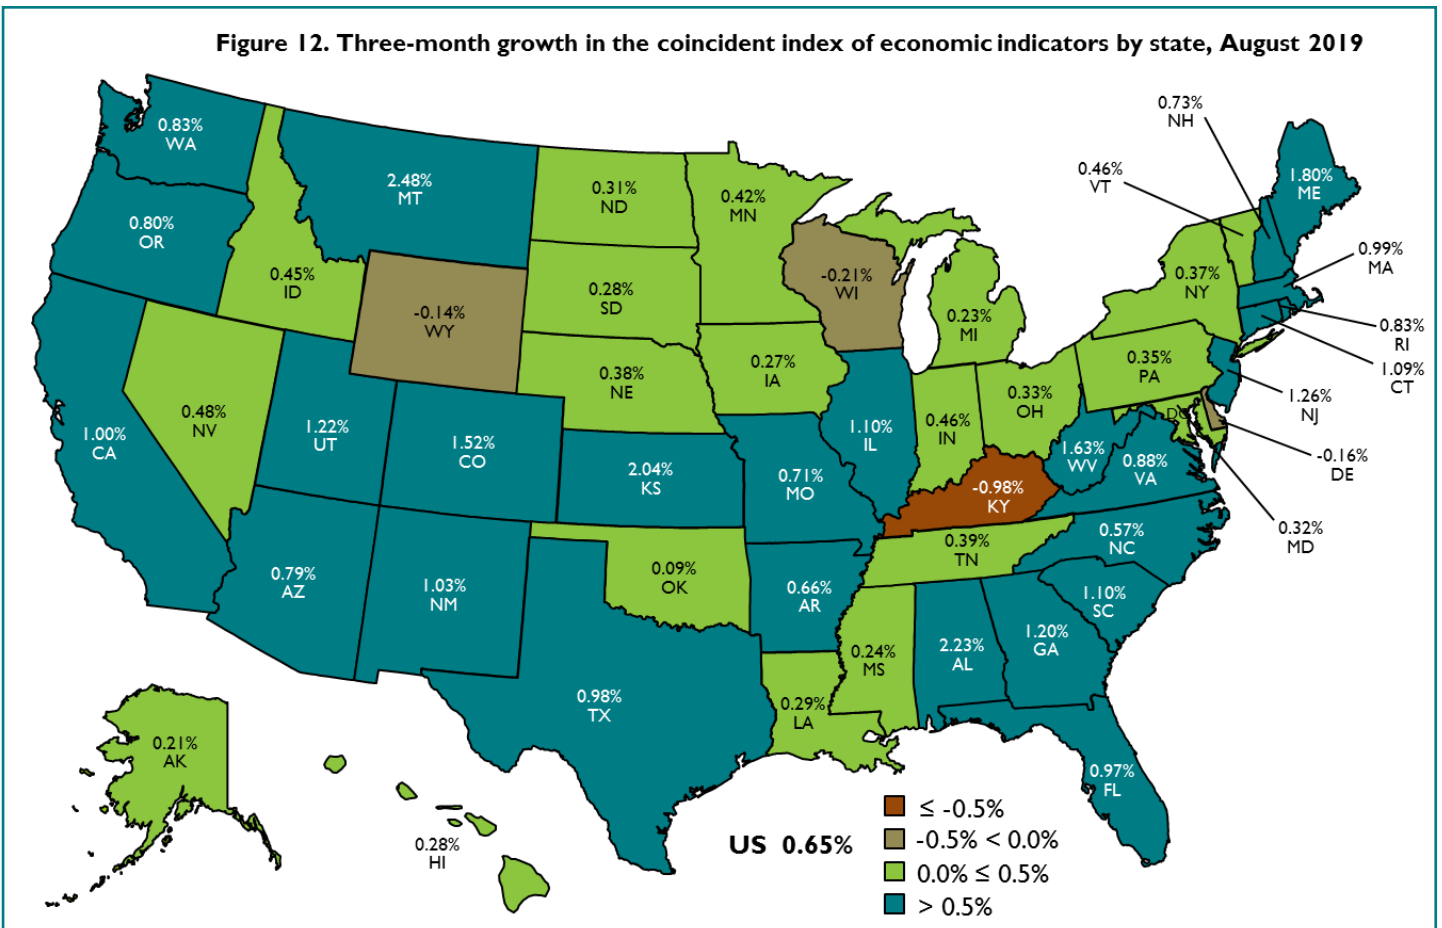 Figure 12. Three-month growth in the coincident index of economic indicators by state, August 2019
0.73%
NH
0.83%
WA
0.46%
VT
1.80%
ME
2.48%
MT
0.31%
ND
0.42%
MN
0.80%
OR
0.99%
MA
0.45%
ID
-0.21%
WI
0.37%
NY
0.28%
SD
-0.14%
WY
0.23%
MI
0.83%
RI
0.27%
IA
0.35%
PA
1.09%
CT
0.38%
NE
0.33%
OH
1.26%
NJ
0.48%
NV
DC
1.00%
CA
1.22%
UT
1.52%
CO
1.10%
IL
0.46%
IN
1.63%
WV
0.88%
VA
-0.16%
DE
2.04%
KS
0.71%
MO
-0.98%
KY
0.32%
MD
0.57%
NC
0.39%
TN
0.79%
AZ
1.03%
NM
0.09%
OK
0.66%
AR
1.10%
SC
1.20%
GA
2.23%
AL
0.24%
MS
0.98%
TX
0.29%
LA
0.21%
AK
0.97%
FL
0.28%
HI
US 0.65%
≤ -0.5%
-0.5% < 0.0%
0.0% ≤ 0.5%
> 0.5%